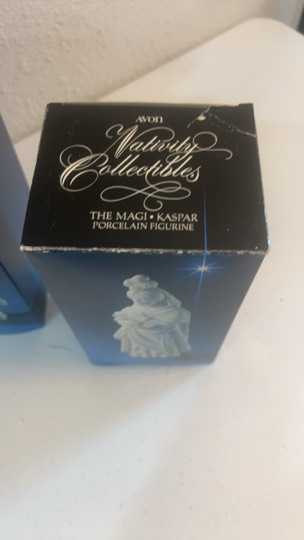 AVON
Nativity
Collectibles
THE MAGI • KASPAR
PORCELAIN FIGURINE